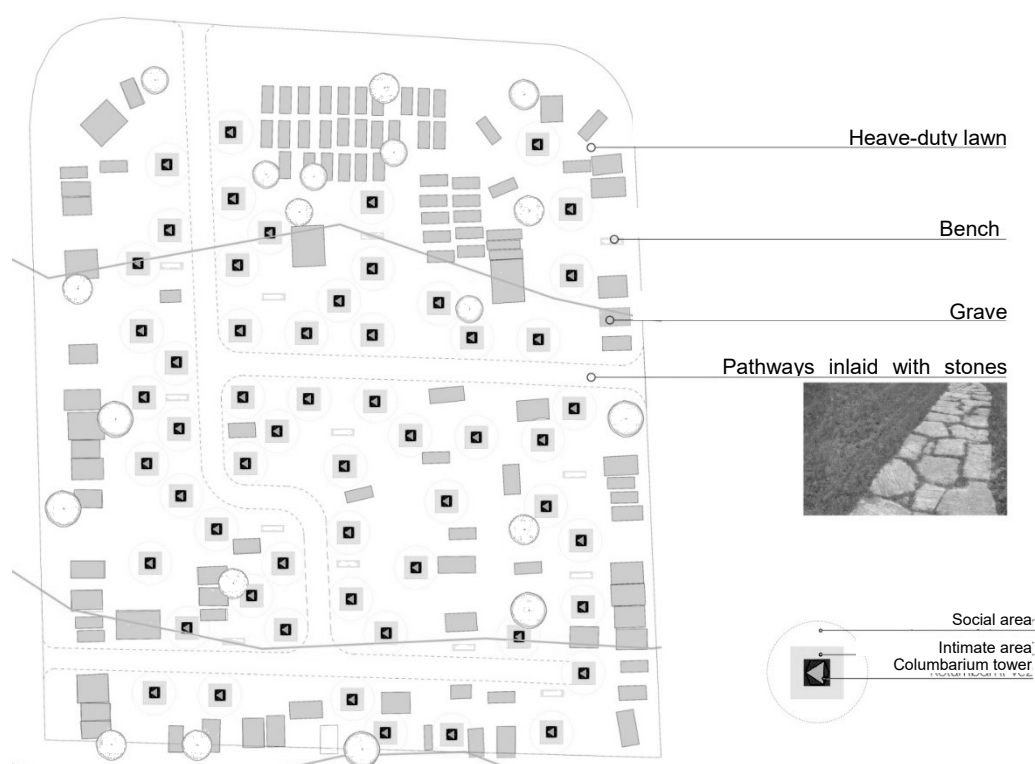 Heave-duty lawn
Bench
Grave
Pathways inlaid with stones
Social area
Intimate area
Columbarium tower